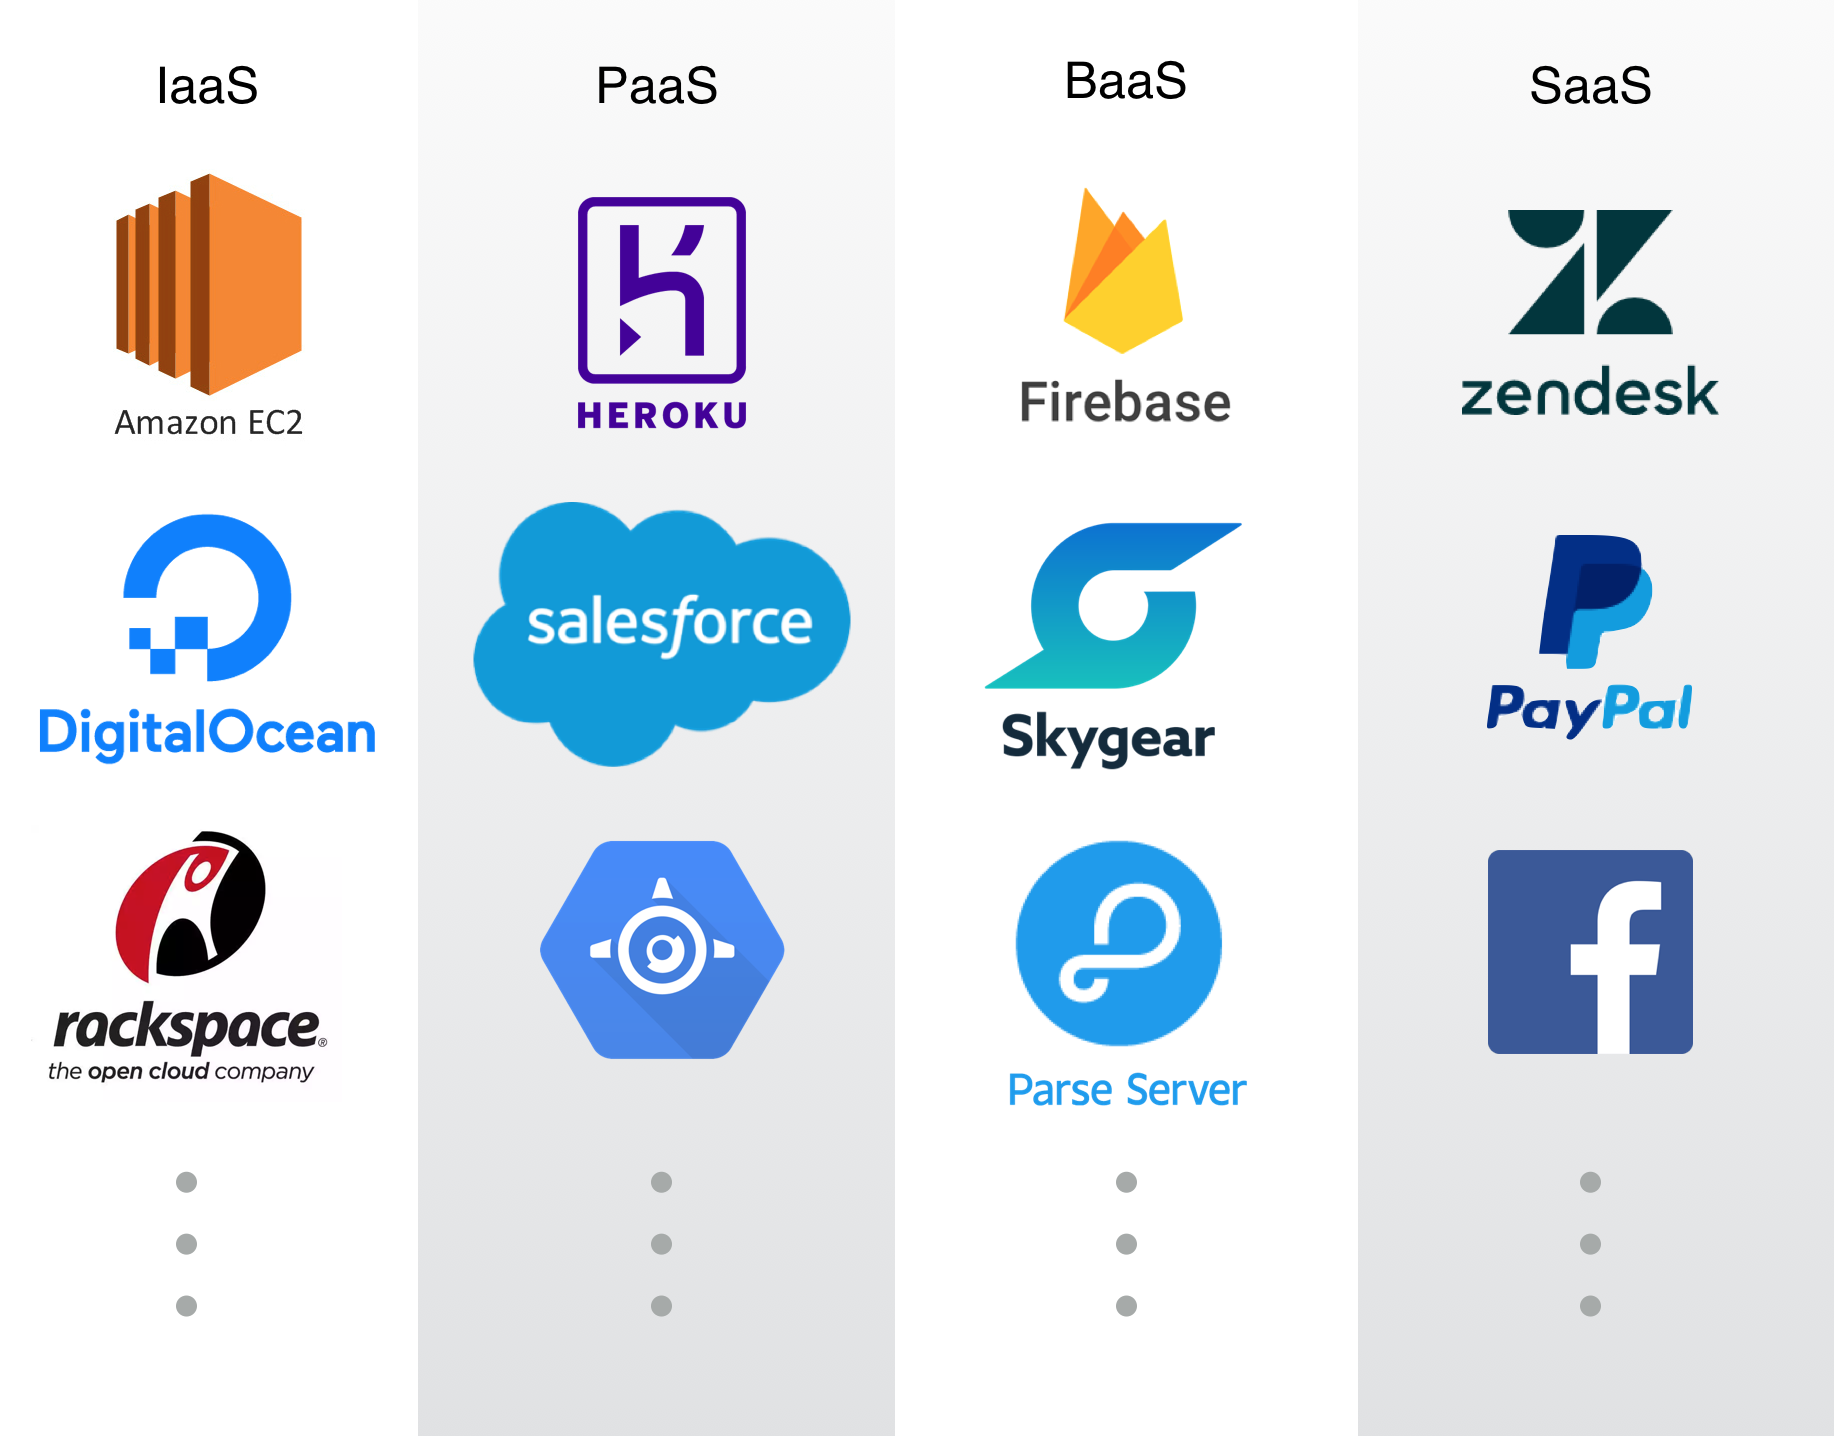 IaaS
PaaS
BaaS
SaaS
Amazon EC2
HEROKU
Firebase
zendesk
DigitalOcean
salesforce
Skygear
PayPal
rackspace®
the open cloud company
Parse Server